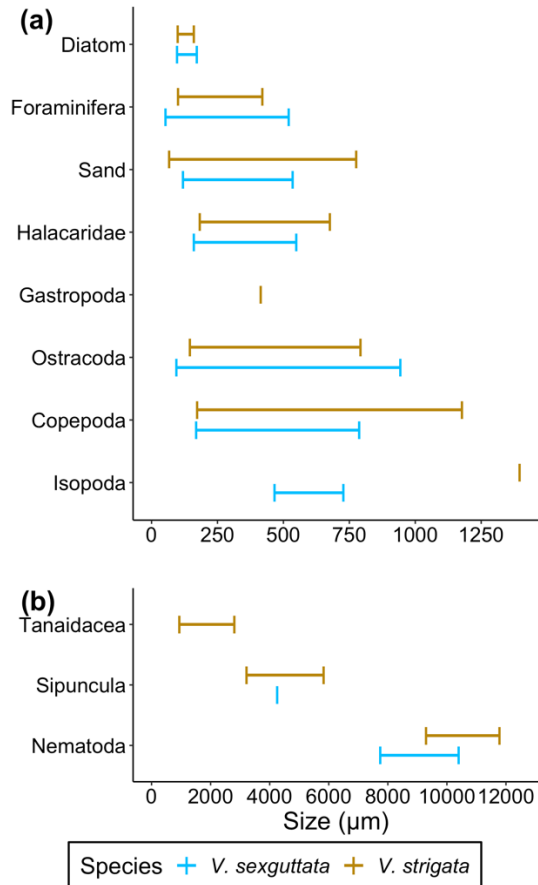 (a)
Diatom
Foraminifera
Sand
Halacaridae
Gastropoda
Ostracoda
Copepoda
Isopoda
0 250 500 750 1000 1250
(b)
Tanaidacea
Sipuncula
Nematoda
0 2000 4000 6000 8000 10000 12000
Size (μm)
Species V. sexguttata V. strigata